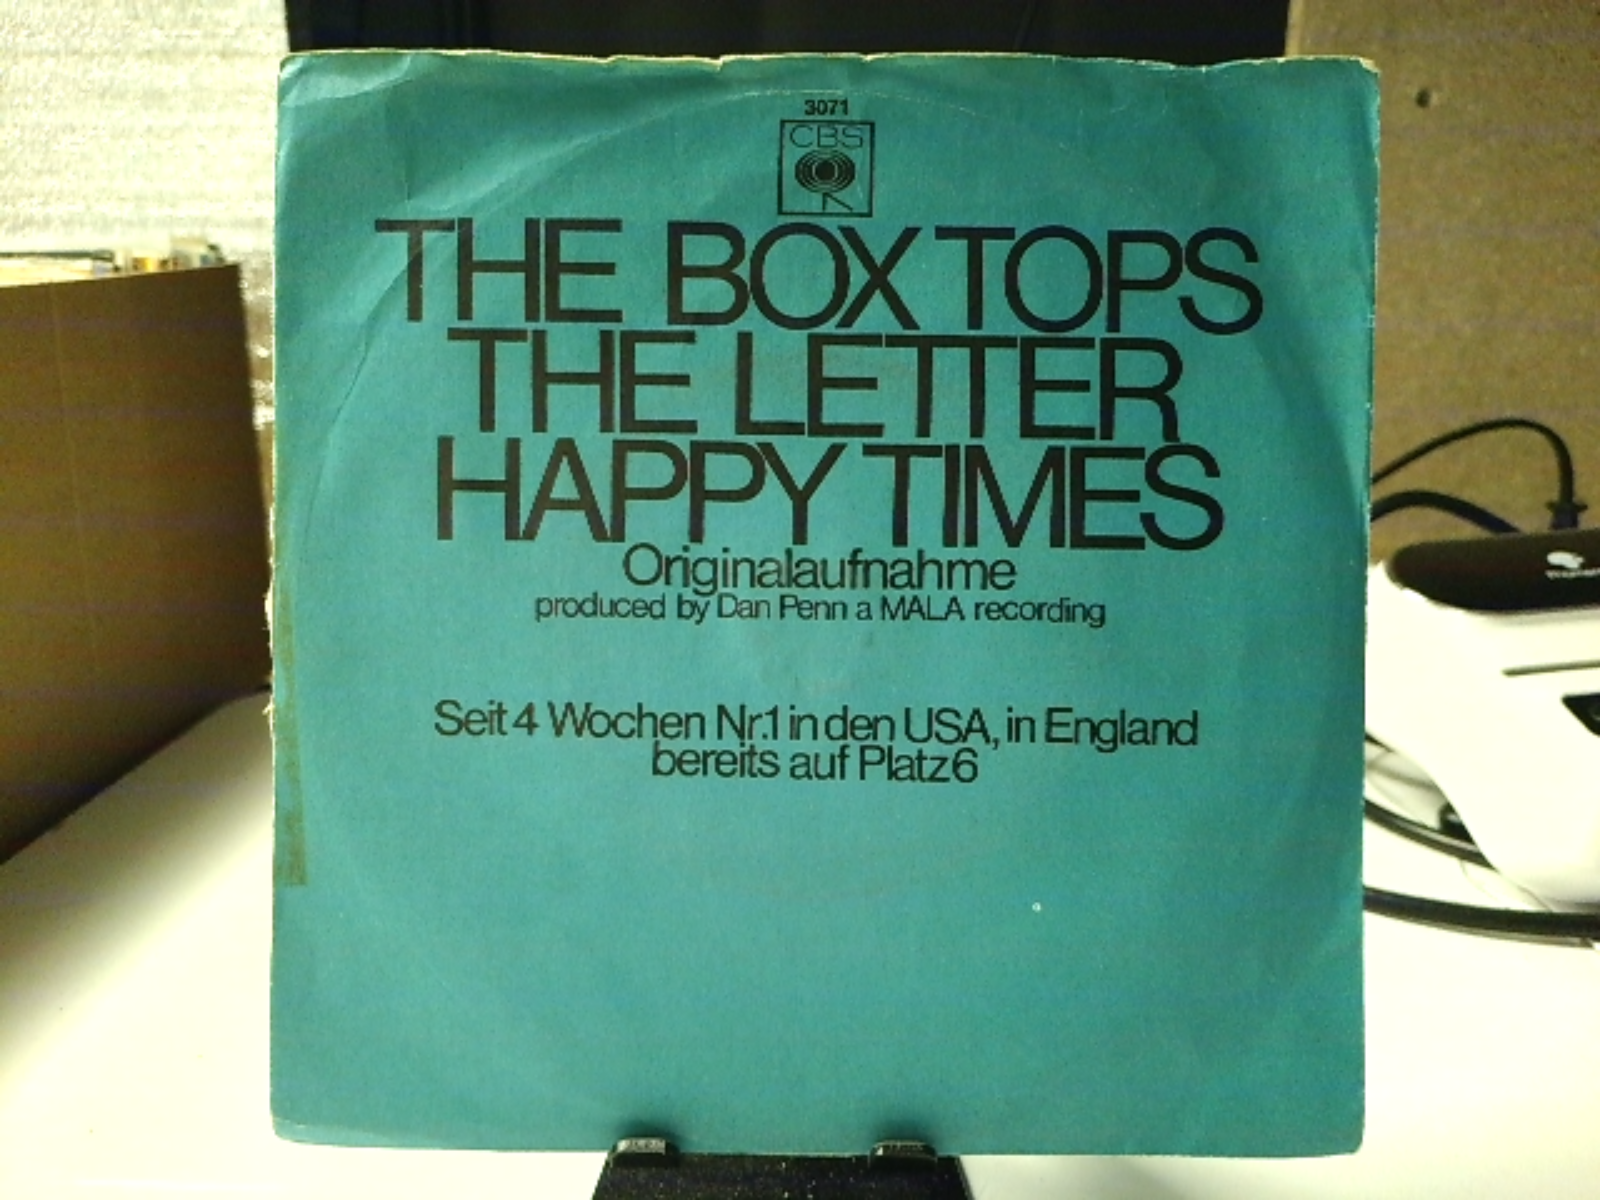 3071
CBS
THE BOX TOPS
THE LETTER
HAPPY TIMES
Originalaufnahme
produced by Dan Penn a MALA recording
Seit 4 Wochen Nr.1 in den USA, in England
bereits auf Platz 6